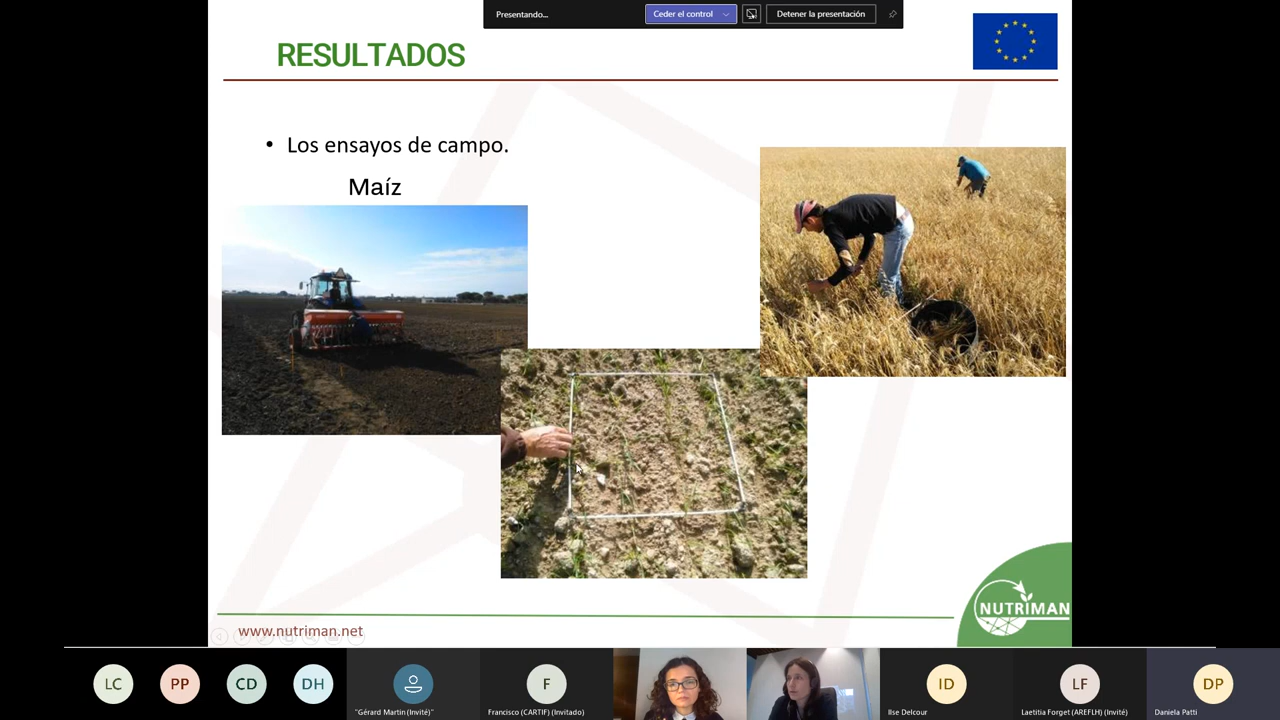 Presentando...
Ceder el control
Detener la presentación
RESULTADOS
• Los ensayos de campo.
Maíz
NUTRIMAN
www.nutriman.net
LC
PP
CD
DH
F
ID
LF
DP
"Gérard Martin (Invité)"
Francisco (CARTIF) (Invitado)
Ilse Delcour
Laetitia Forget (AREFLH) (Invité)
Daniela Patti